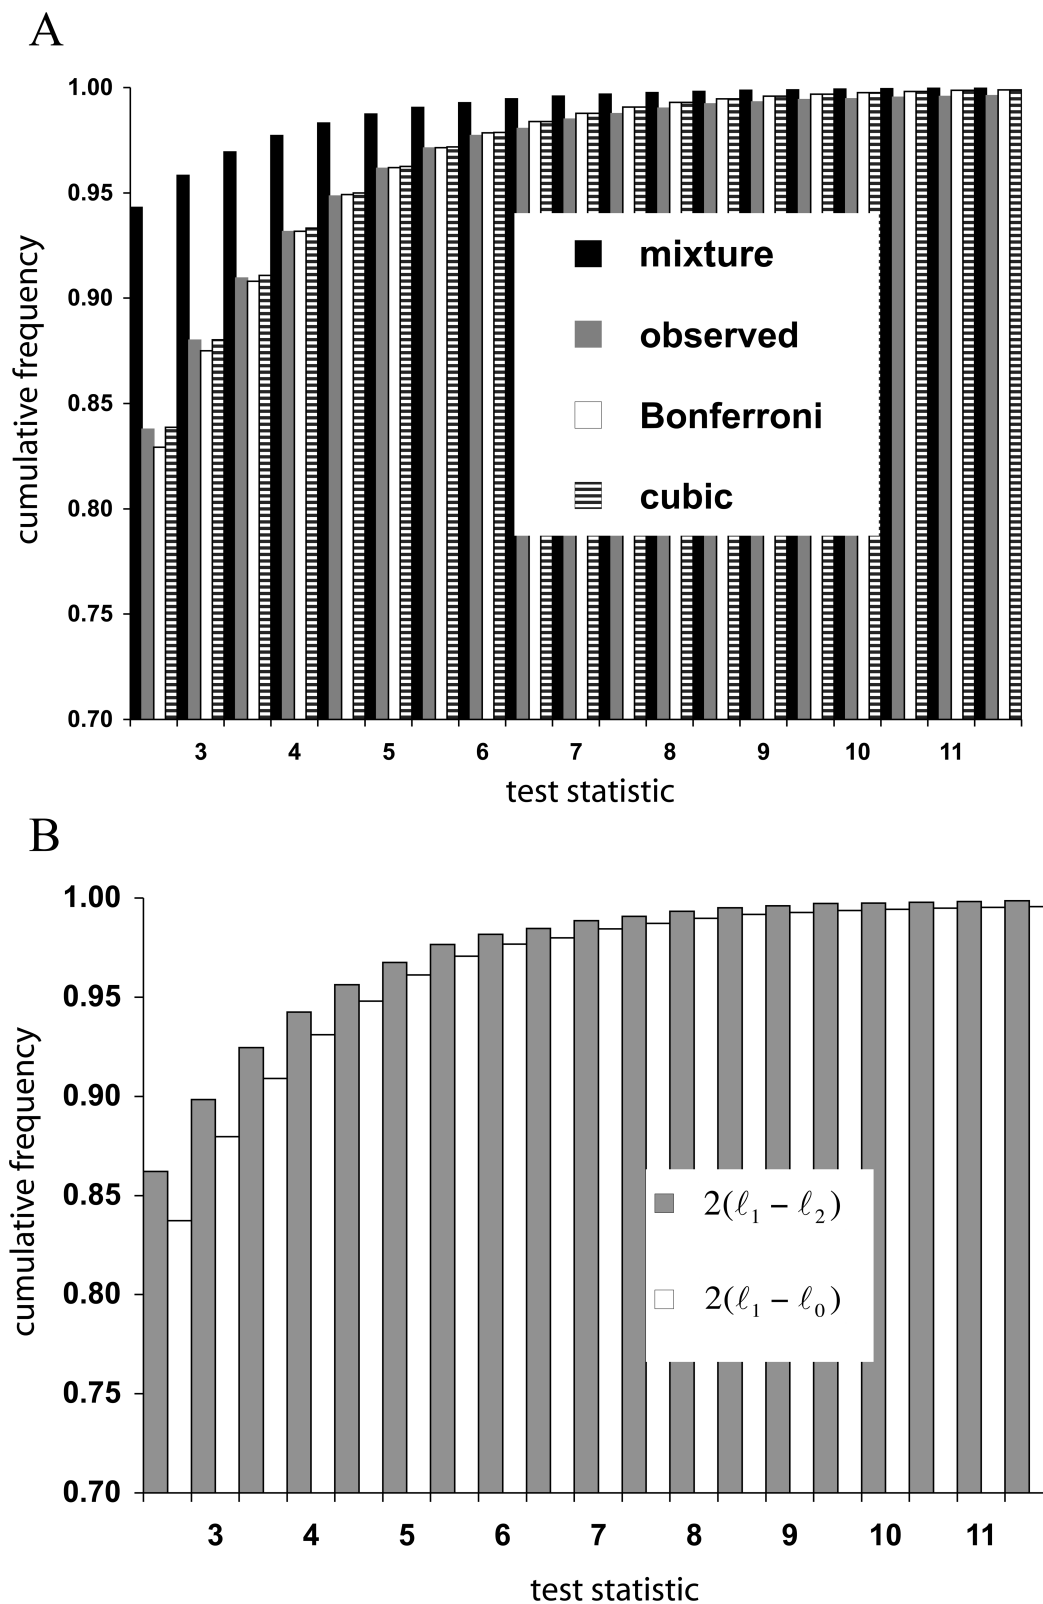 A
1.00
0.95
0.90
0.85
0.80
0.75
0.70
cumulative frequency
mixture
observed
Bonferroni
cubic
3 4 5 6 7 8 9 10 11
test statistic
B
1.00
0.95
0.90
0.85
0.80
0.75
0.70
cumulative frequency
2(ℓ₁ − ℓ₂)
2(ℓ₁ − ℓ₀)
3 4 5 6 7 8 9 10 11
test statistic